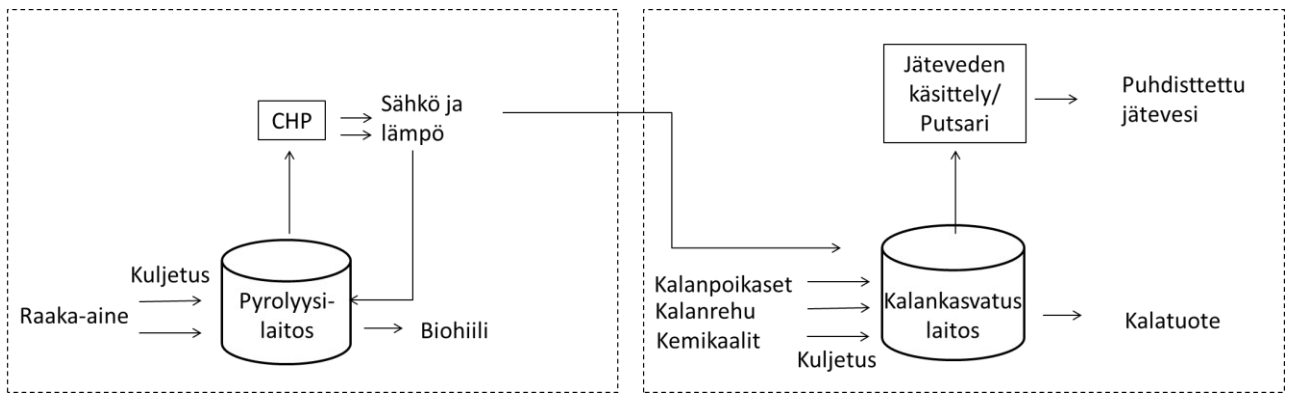 CHP
Sähkö ja
lämpö
Kuljetus
Raaka-aine
Pyrolyysi-
laitos
Biohiili
Jäteveden
käsittely/
Putsari
Puhdisttettu
jätevesi
Kalanpoikaset
Kalanrehu
Kemikaalit
Kuljetus
Kalankasvatus
laitos
Kalatuote